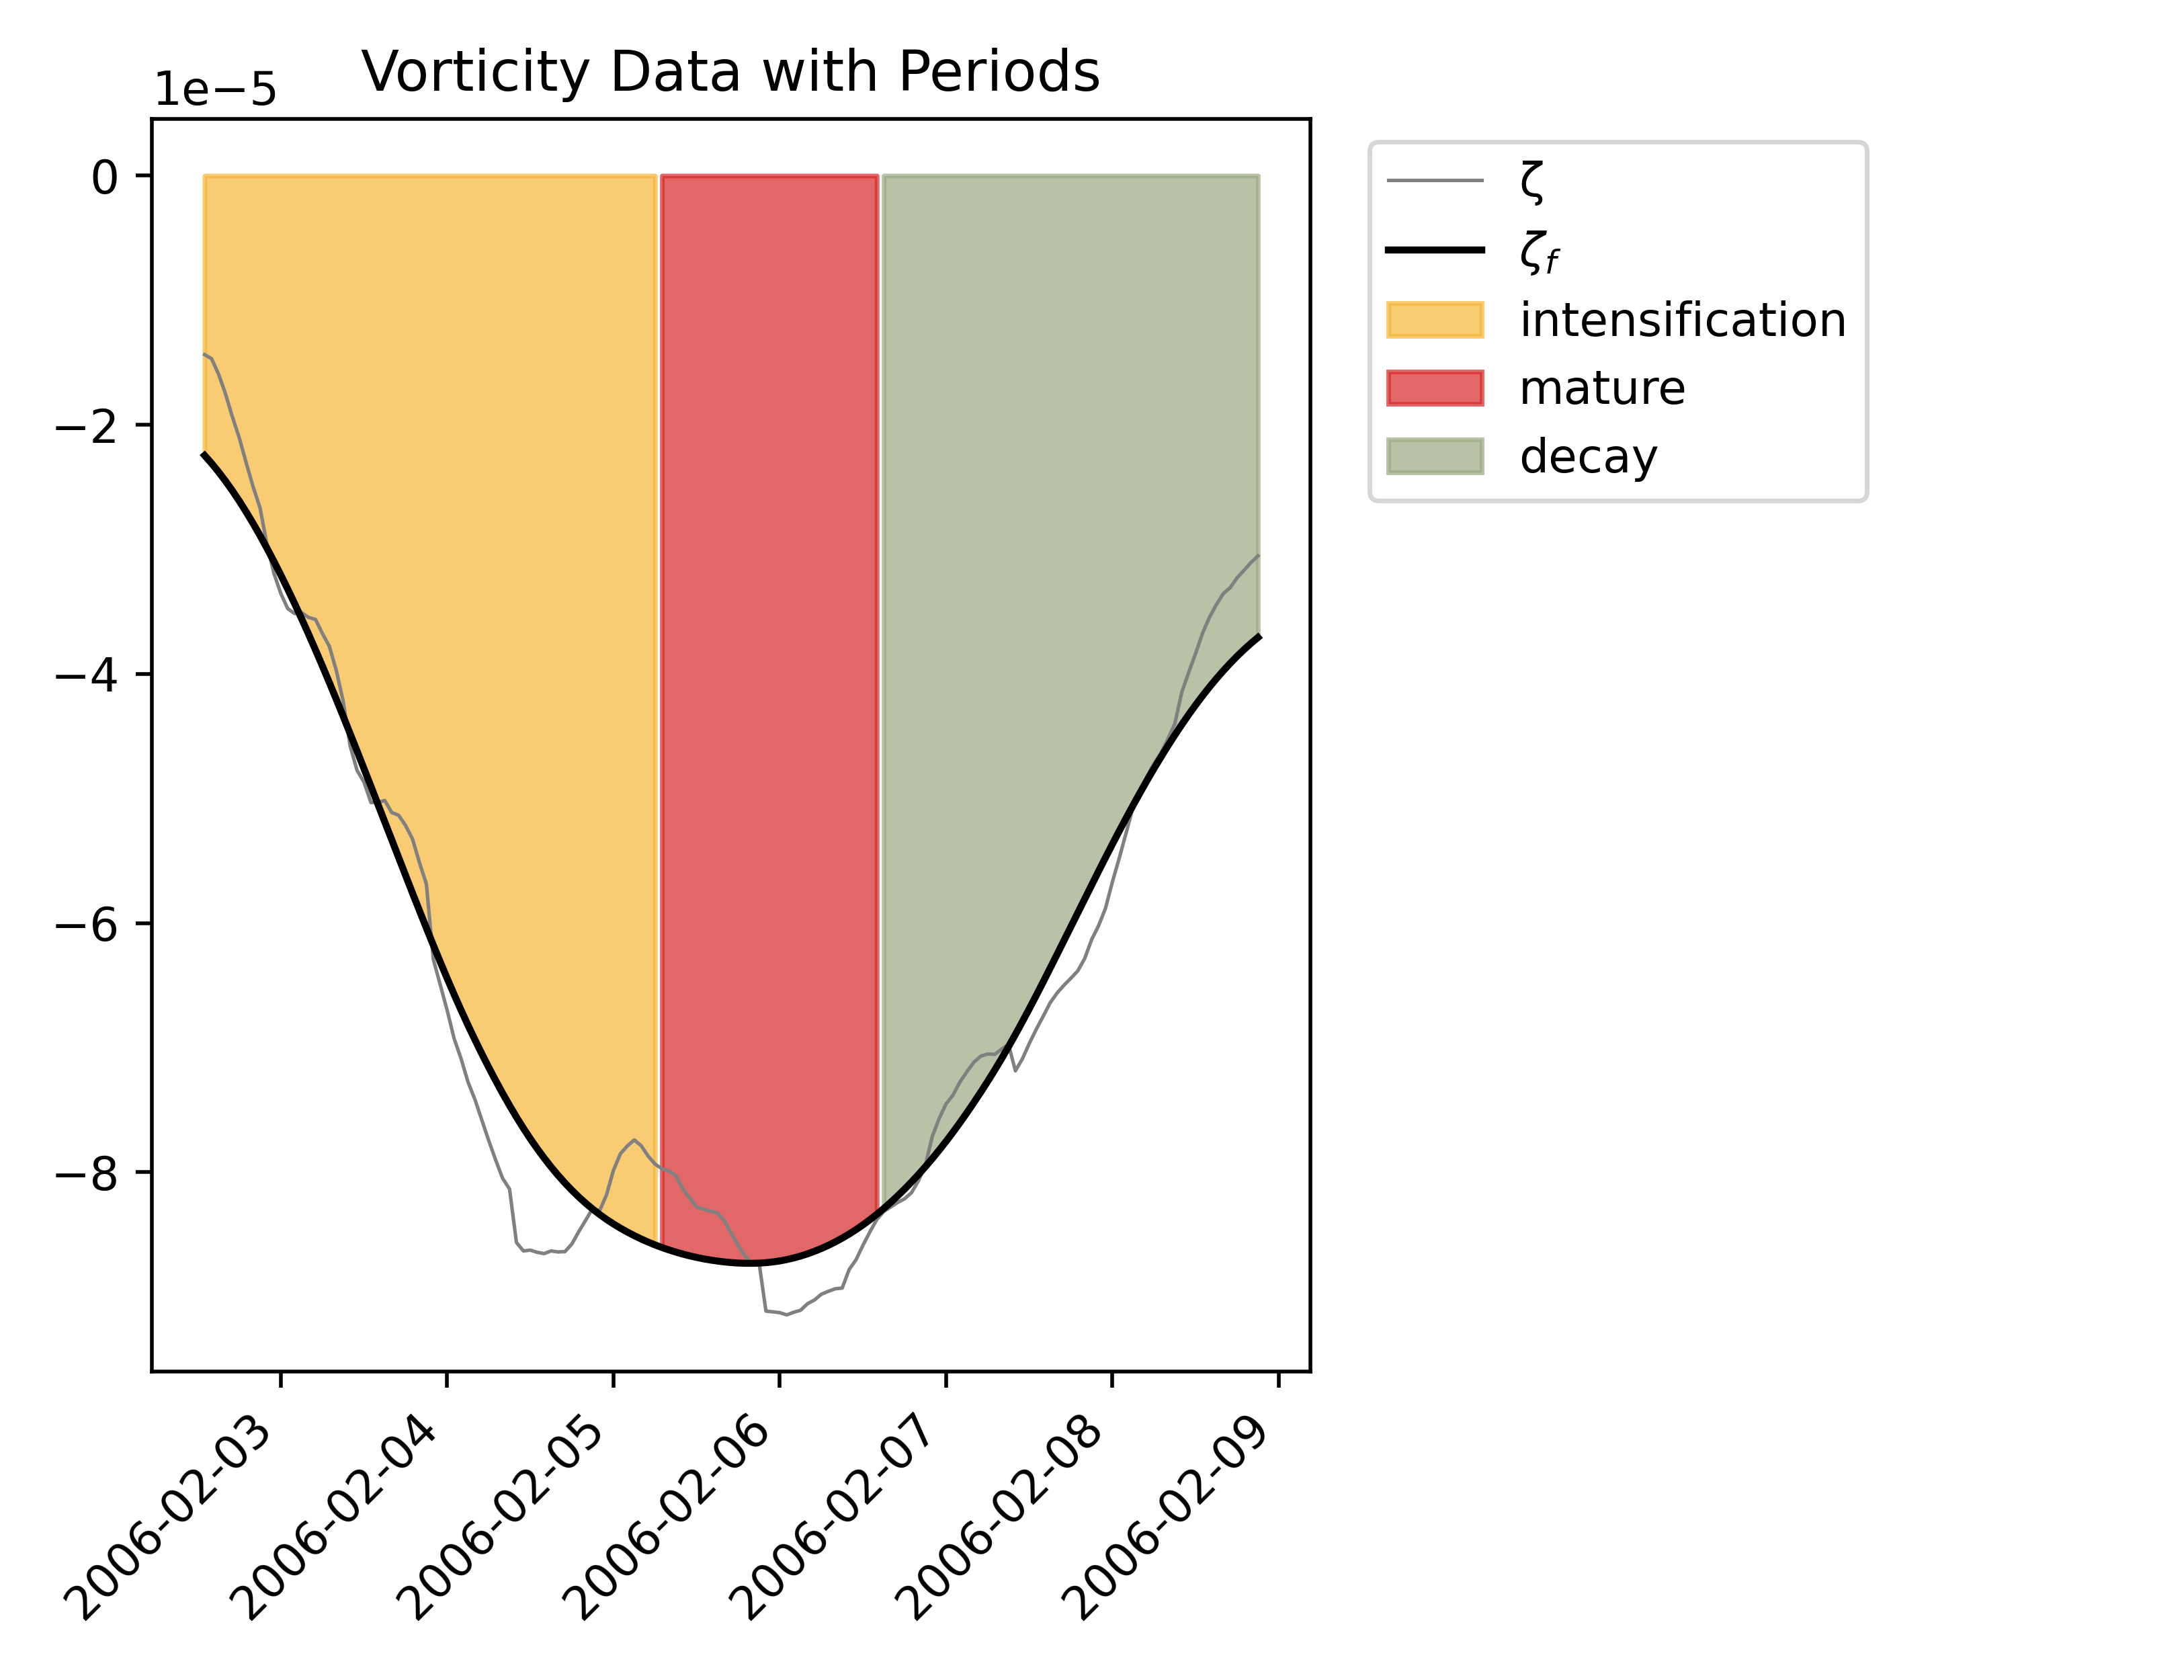 Vorticity Data with Periods
1e−5
0
−2
−4
−6
−8
2006-02-03
2006-02-04
2006-02-05
2006-02-06
2006-02-07
2006-02-08
2006-02-09
ζ
ζf
intensification
mature
decay